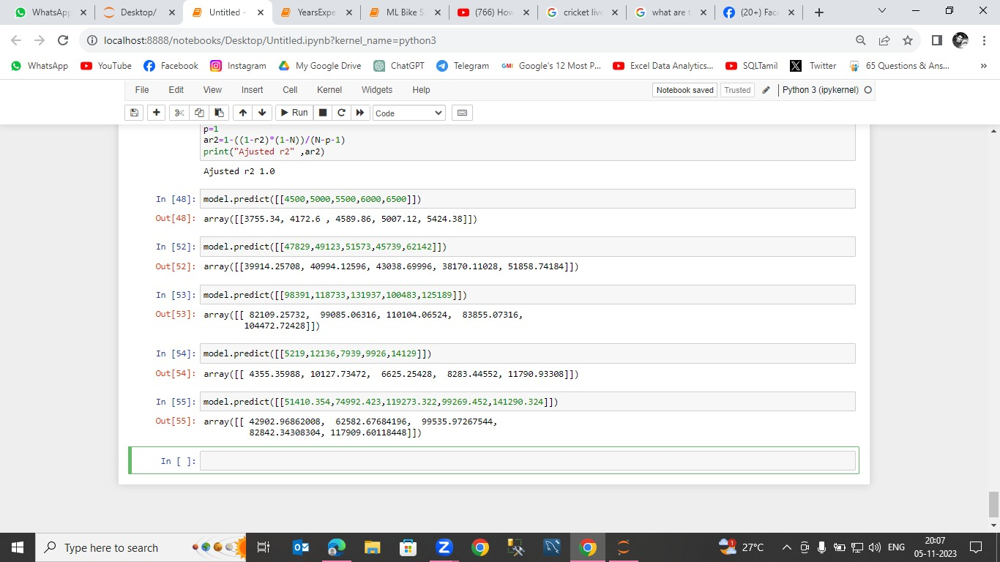 WhatsApp
Desktop/
Untitled -
YearsExpe
ML Bike S
(766) How
cricket live
what are t
(20+) Face
localhost:8888/notebooks/Desktop/Untitled.ipynb?kernel_name=python3
WhatsApp YouTube Facebook Instagram My Google Drive ChatGPT Telegram GMI Google's 12 Most P... Excel Data Analytics... SQLTamil Twitter 65 Questions & Ans... »
File Edit View Insert Cell Kernel Widgets Help Notebook saved Trusted Python 3 (ipykernel)
Run Code
p=1
ar2=1-((1-r2)*(1-N))/(N-p-1)
print("Ajusted r2" ,ar2)
Ajusted r2 1.0
In [48]: model.predict([[4500,5000,5500,6000,6500]])
Out[48]: array([[3755.34, 4172.6 , 4589.86, 5007.12, 5424.38]])
In [52]: model.predict([[47829,49123,51573,45739,62142]])
Out[52]: array([[39914.25708, 40994.12596, 43038.69996, 38170.11028, 51858.74184]])
In [53]: model.predict([[98391,118733,131937,100483,125189]])
Out[53]: array([[ 82109.25732,  99085.06316, 110104.06524,  83855.07316,
104472.72428]])
In [54]: model.predict([[5219,12136,7939,9926,14129]])
Out[54]: array([[ 4355.35988, 10127.73472,  6625.25428,  8283.44552, 11790.93308]])
In [55]: model.predict([[51410.354,74992.423,119273.322,99269.452,141290.324]])
Out[55]: array([[ 42902.96862008,  62582.67684196,  99535.97267544,
82842.34308304, 117909.60118448]])
In [ ]:
Type here to search
1
27°C
ENG
20:07
05-11-2023